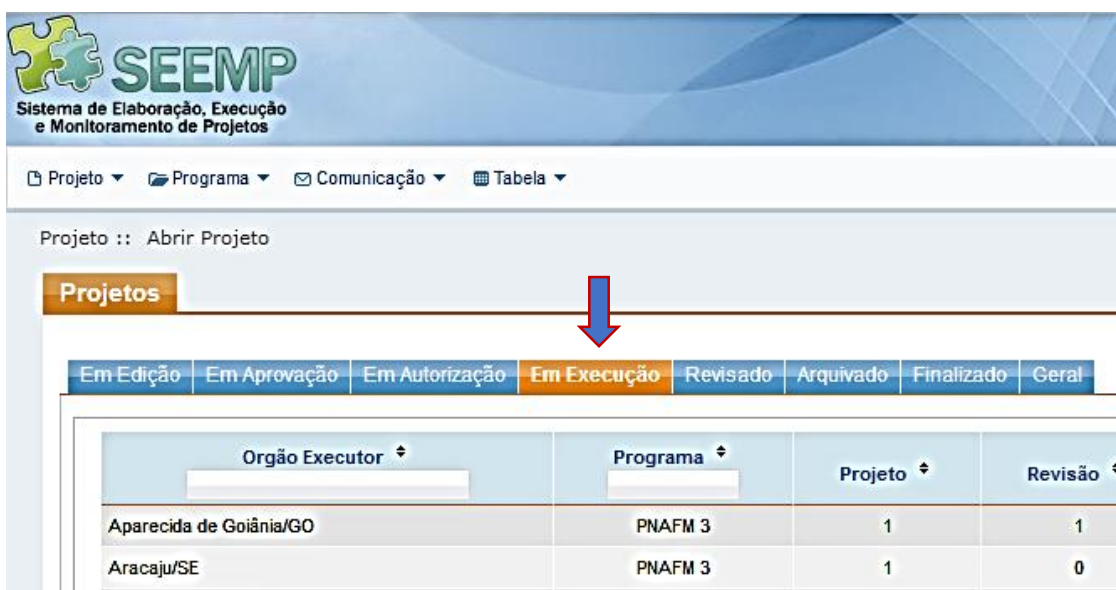 SEEMP
Sistema de Elaboração, Execução
e Monitoramento de Projetos
Projeto Programa Comunicação Tabela
Projeto :: Abrir Projeto
Projetos
Em Edição Em Aprovação Em Autorização Em Execução Revisado Arquivado Finalizado Geral
Orgão Executor Programa Projeto Revisão
Aparecida de Goiânia/GO PNAFM 3 1 1
Aracaju/SE PNAFM 3 1 0